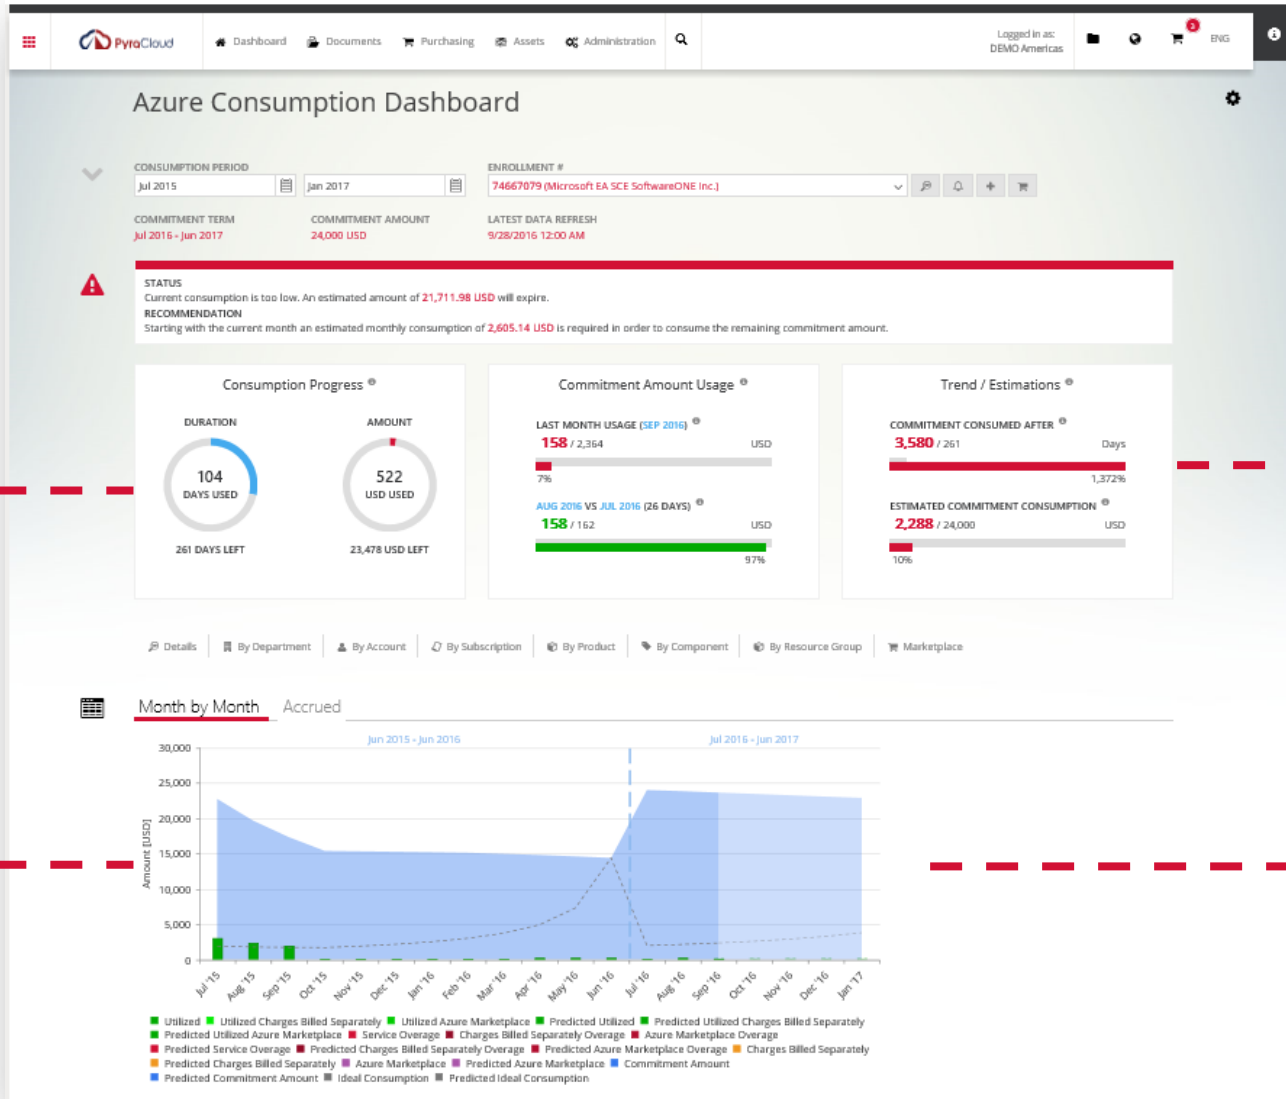 PyraCloud Dashboard Documents Purchasing Assets Administration Logged in as: DEMO Americas 3 ENG
Azure Consumption Dashboard
CONSUMPTION PERIOD ENROLLMENT #
Jul 2015 Jan 2017 74667079 (Microsoft EA SCE SoftwareONE Inc.)
COMMITMENT TERM COMMITMENT AMOUNT LATEST DATA REFRESH
Jul 2016 - Jun 2017 24,000 USD 9/28/2016 12:00 AM
STATUS
Current consumption is too low. An estimated amount of 21,711.98 USD will expire.
RECOMMENDATION
Starting with the current month an estimated monthly consumption of 2,605.14 USD is required in order to consume the remaining commitment amount.
Consumption Progress
DURATION AMOUNT
104 522
DAYS USED USD USED
261 DAYS LEFT 23,478 USD LEFT
Commitment Amount Usage
LAST MONTH USAGE (SEP 2016)
158 / 2,364 USD
7%
AUG 2016 VS JUL 2016 (26 DAYS)
158 / 162 USD
97%
Trend / Estimations
COMMITMENT CONSUMED AFTER
3,580 / 261 Days
1,372%
ESTIMATED COMMITMENT CONSUMPTION
2,288 / 24,000 USD
10%
Details By Department By Account By Subscription By Product By Component By Resource Group Marketplace
Month by Month Accrued
Jun 2015 - Jun 2016 Jul 2016 - Jun 2017
Amount [USD]
30,000
25,000
20,000
15,000
10,000
5,000
0
Jul '15 Aug '15 Sep '15 Oct '15 Nov '15 Dec '15 Jan '16 Feb '16 Mar '16 Apr '16 May '16 Jun '16 Jul '16 Aug '16 Sep '16 Oct '16 Nov '16 Dec '16 Jan '17
Utilized Utilized Charges Billed Separately Utilized Azure Marketplace Predicted Utilized Predicted Utilized Charges Billed Separately
Predicted Utilized Azure Marketplace Service Overage Charges Billed Separately Overage Azure Marketplace Overage
Predicted Service Overage Predicted Charges Billed Separately Overage Predicted Azure Marketplace Overage Charges Billed Separately
Predicted Charges Billed Separately Azure Marketplace Predicted Azure Marketplace Commitment Amount
Predicted Commitment Amount Ideal Consumption Predicted Ideal Consumption